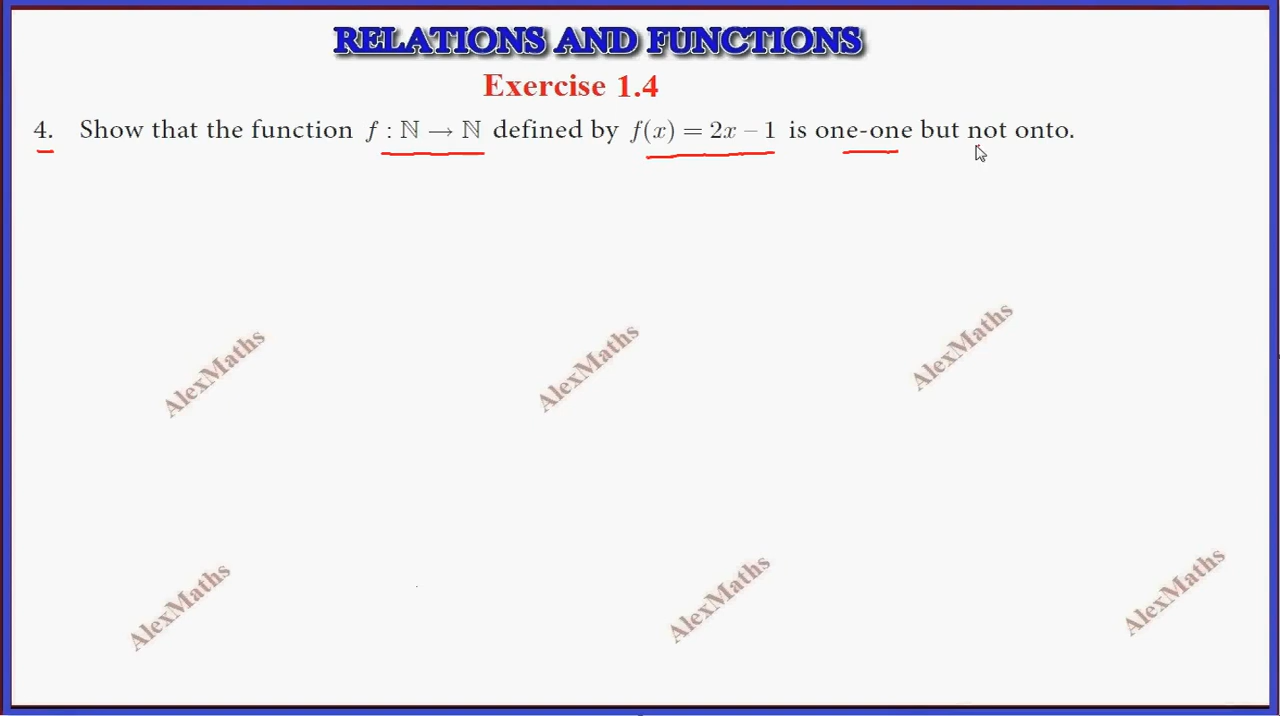 RELATIONS AND FUNCTIONS
Exercise 1.4
4. Show that the function f : ℕ → ℕ defined by f(x) = 2x – 1 is one-one but not onto.
AlexMaths
AlexMaths
AlexMaths
AlexMaths
AlexMaths
AlexMaths